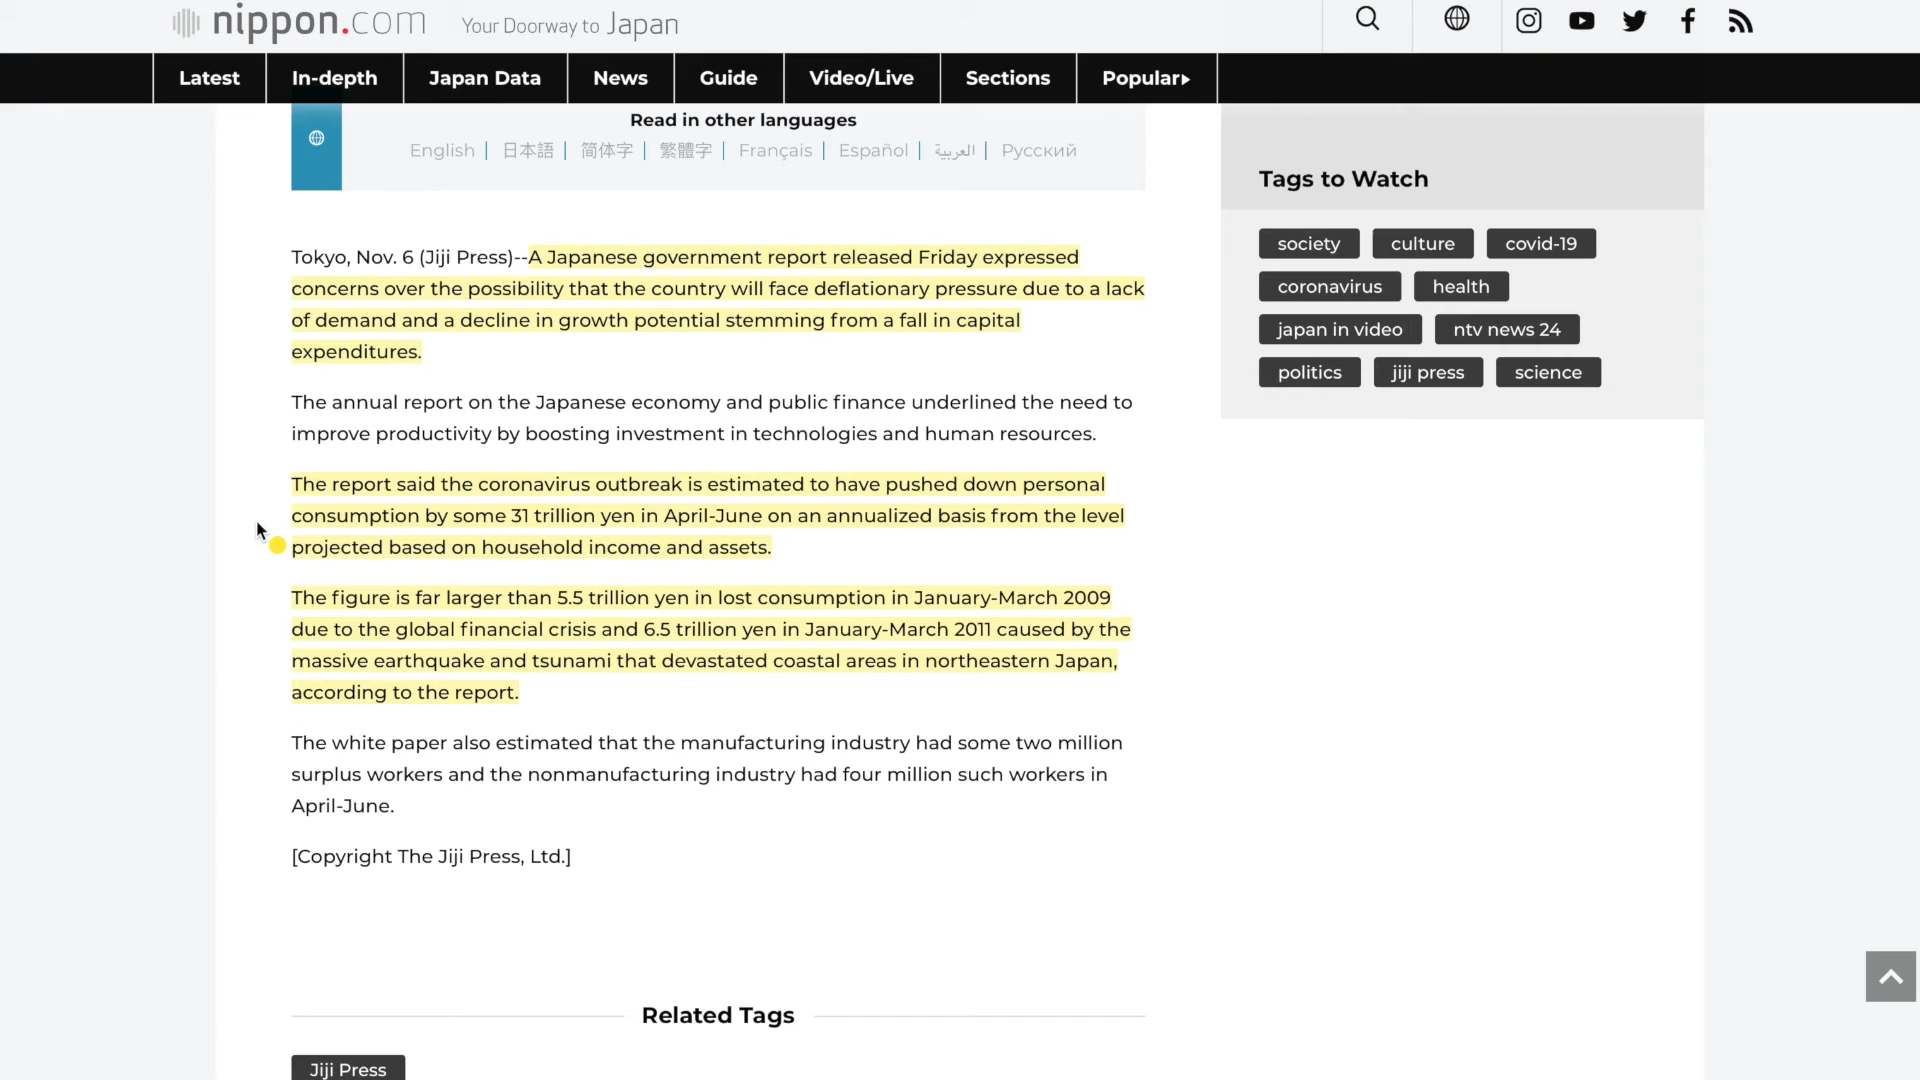 nippon.com Your Doorway to Japan
Latest In-depth Japan Data News Guide Video/Live Sections Popular▸
Read in other languages
English | 日本語 | 简体字 | 繁體字 | Français | Español | العربية | Русский
Tokyo, Nov. 6 (Jiji Press)--A Japanese government report released Friday expressed
concerns over the possibility that the country will face deflationary pressure due to a lack
of demand and a decline in growth potential stemming from a fall in capital
expenditures.
The annual report on the Japanese economy and public finance underlined the need to
improve productivity by boosting investment in technologies and human resources.
The report said the coronavirus outbreak is estimated to have pushed down personal
consumption by some 31 trillion yen in April-June on an annualized basis from the level
projected based on household income and assets.
The figure is far larger than 5.5 trillion yen in lost consumption in January-March 2009
due to the global financial crisis and 6.5 trillion yen in January-March 2011 caused by the
massive earthquake and tsunami that devastated coastal areas in northeastern Japan,
according to the report.
The white paper also estimated that the manufacturing industry had some two million
surplus workers and the nonmanufacturing industry had four million such workers in
April-June.
[Copyright The Jiji Press, Ltd.]
Related Tags
Jiji Press
Tags to Watch
society culture covid-19
coronavirus health
japan in video ntv news 24
politics jiji press science